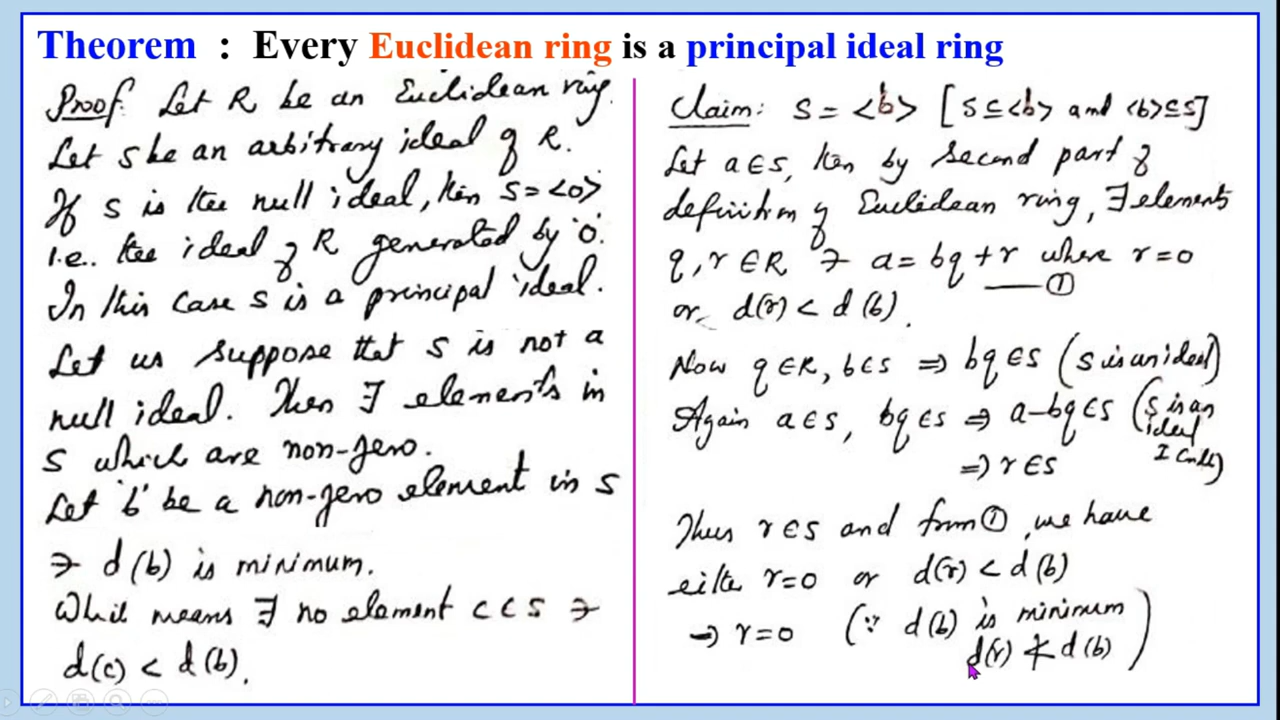 Theorem : Every Euclidean ring is a principal ideal ring
Proof. Let R be an Euclidean ring.
Let S be an arbitrary ideal of R.
If S is the null ideal, then S = <0>
i.e. the ideal of R generated by '0'.
In this case S is a principal ideal.
Let us suppose that S is not a
null ideal. Then ∃ elements in
S which are non-zero.
Let 'b' be a non-zero element in S
∋ d(b) is minimum.
Which means ∃ no element c ∈ S ∋
d(c) < d(b).
Claim: S = <b> [S ⊆ <b> and <b> ⊆ S]
Let a ∈ S, then by second part of
definition of Euclidean ring, ∃ elements
q, r ∈ R ∋ a = bq + r where r = 0
or d(r) < d(b). —— ①
Now q ∈ R, b ∈ S ⇒ bq ∈ S (S is an ideal)
Again a ∈ S, bq ∈ S ⇒ a - bq ∈ S (S is an
ideal
⇒ r ∈ S
Thus r ∈ S and from ①, we have
either r = 0 or d(r) < d(b)
→ r = 0 (∵ d(b) is minimum
d(r) ≮ d(b))